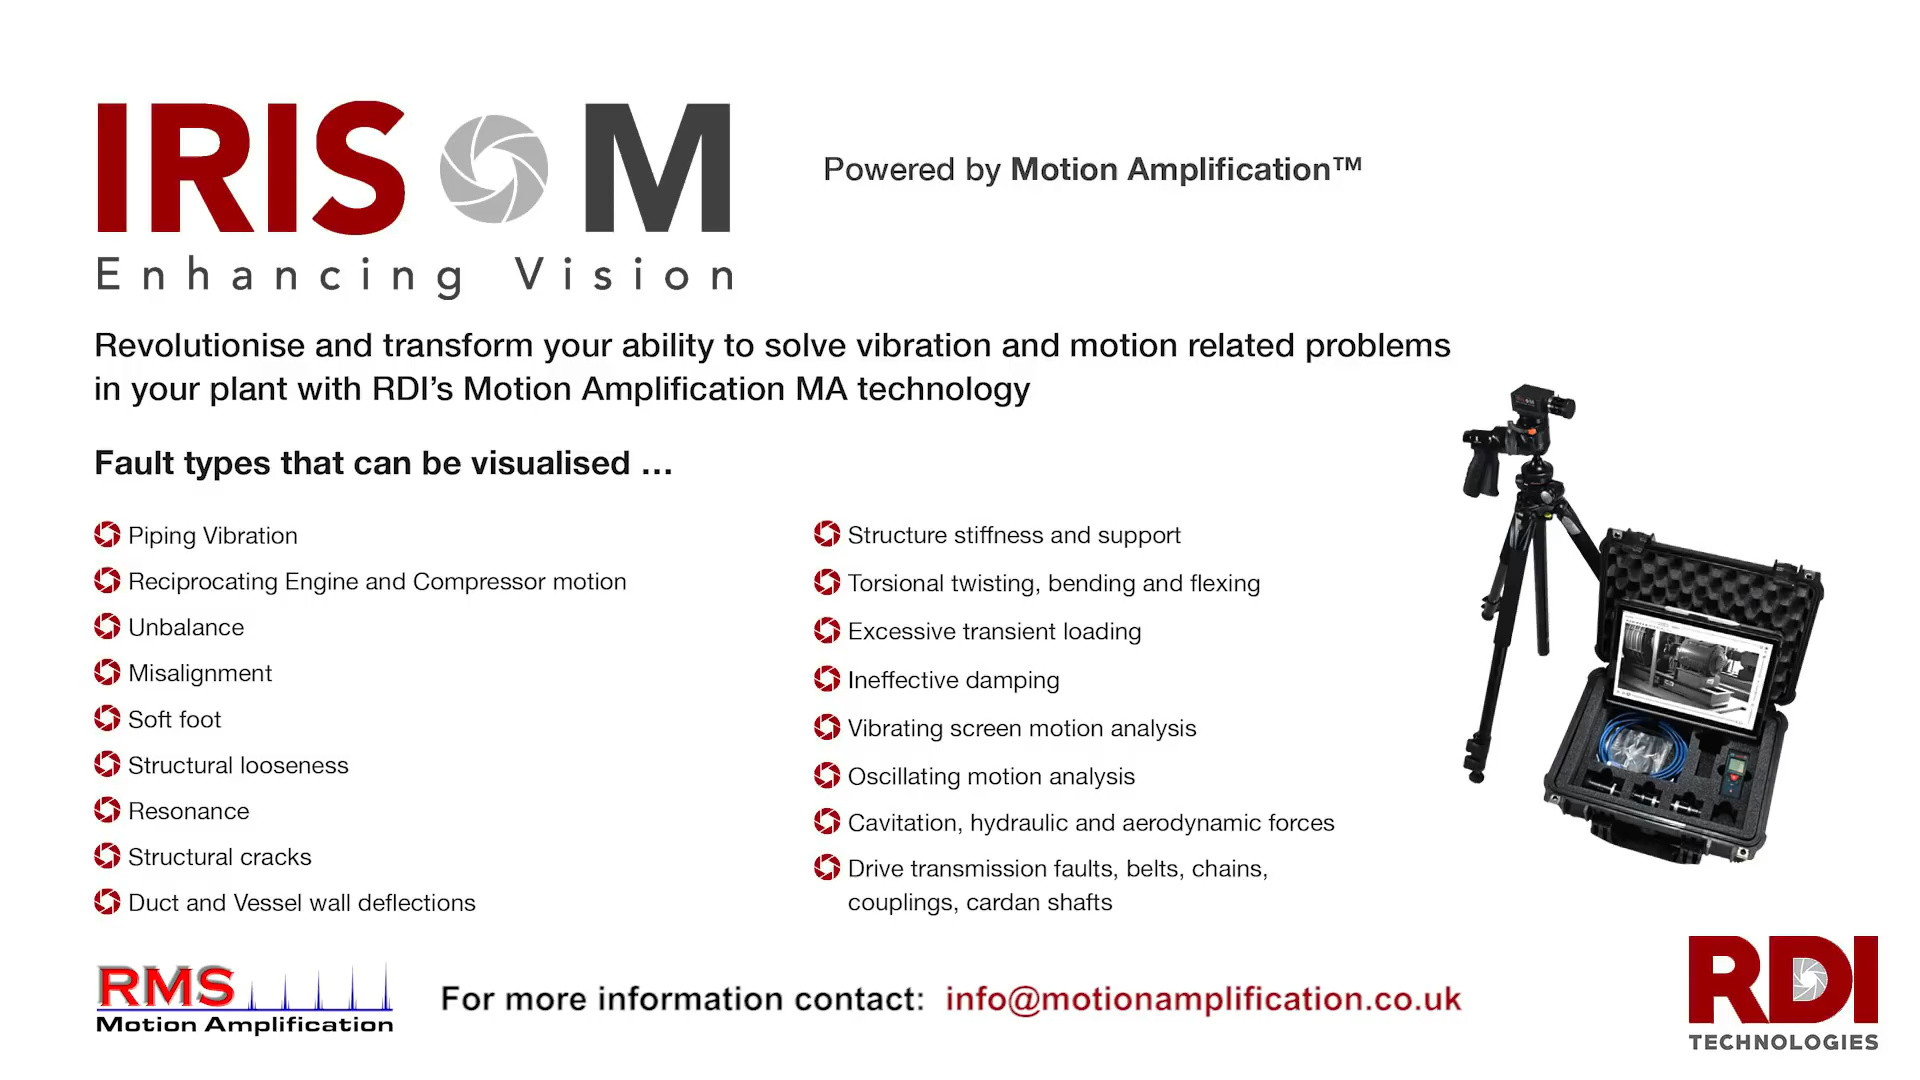 IRIS M
Enhancing Vision
Powered by Motion Amplification™
Revolutionise and transform your ability to solve vibration and motion related problems
in your plant with RDI’s Motion Amplification MA technology
Fault types that can be visualised ...
Piping Vibration
Reciprocating Engine and Compressor motion
Unbalance
Misalignment
Soft foot
Structural looseness
Resonance
Structural cracks
Duct and Vessel wall deflections
Structure stiffness and support
Torsional twisting, bending and flexing
Excessive transient loading
Ineffective damping
Vibrating screen motion analysis
Oscillating motion analysis
Cavitation, hydraulic and aerodynamic forces
Drive transmission faults, belts, chains,
couplings, cardan shafts
RMS
Motion Amplification
For more information contact: info@motionamplification.co.uk
RDI
TECHNOLOGIES